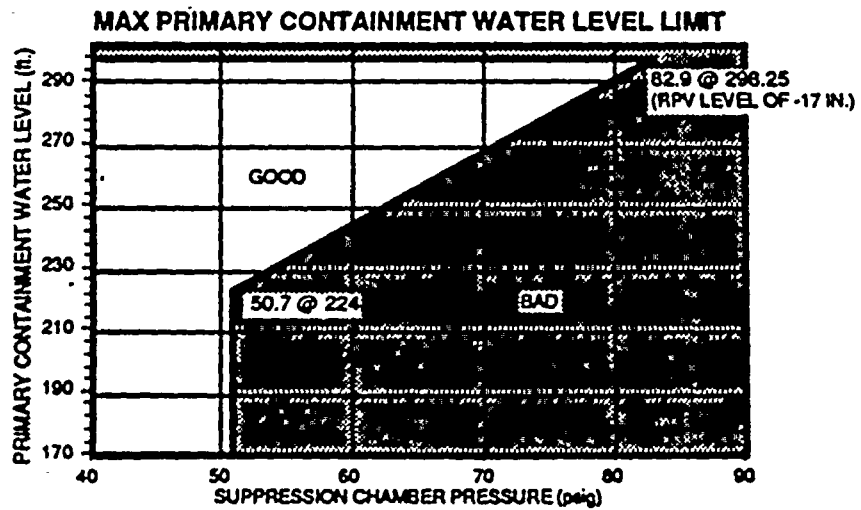 MAX PRIMARY CONTAINMENT WATER LEVEL LIMIT
PRIMARY CONTAINMENT WATER LEVEL (ft.)
290
270
250
230
210
190
170
82.9 @ 298.25
(RPV LEVEL OF -17 IN.)
GOOD
50.7 @ 224
BAD
40 50 60 70 80 90
SUPPRESSION CHAMBER PRESSURE (psig)